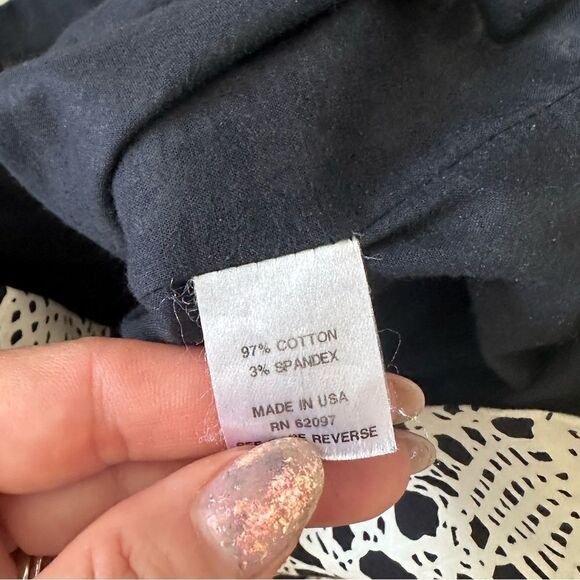 97% COTTON
3% SPANDEX
MADE IN USA
RN 62097
REVERSE